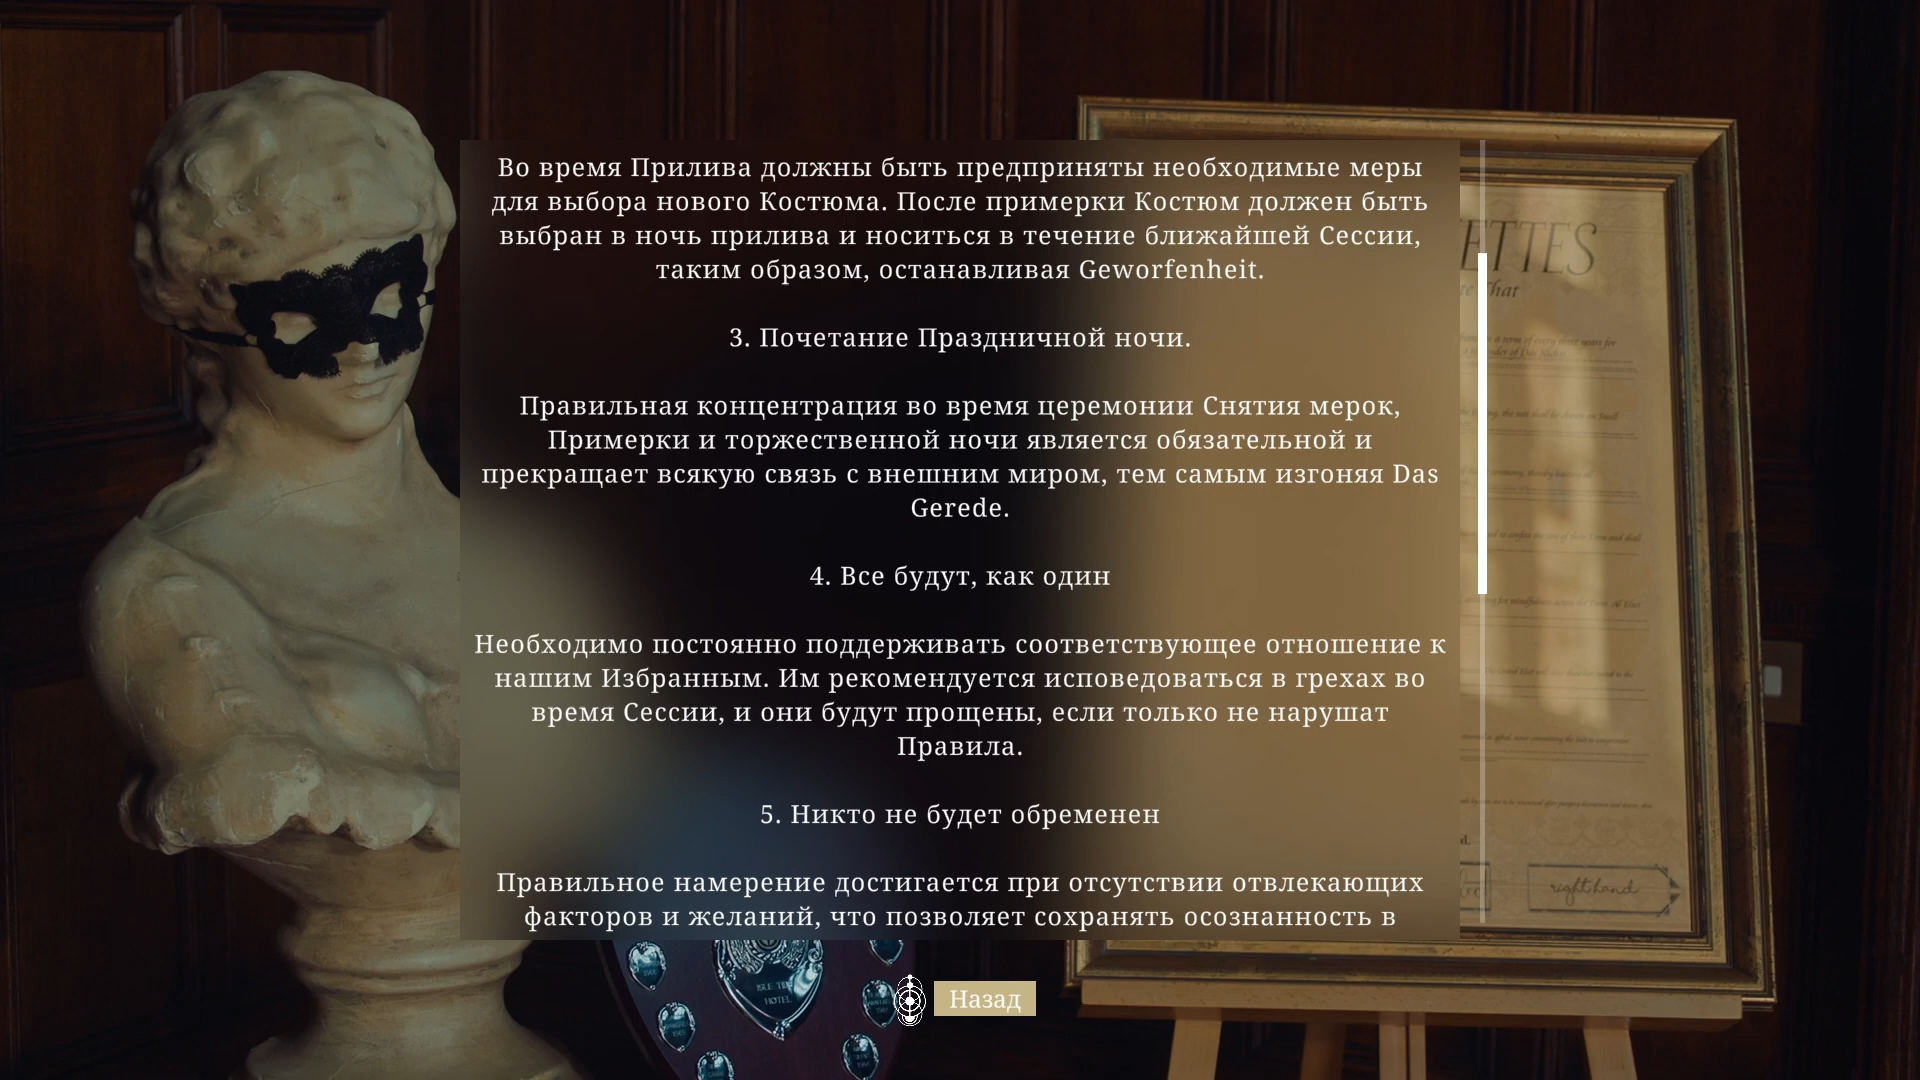 Во время Прилива должны быть предприняты необходимые меры
для выбора нового Костюма. После примерки Костюм должен быть
выбран в ночь прилива и носиться в течение ближайшей Сессии,
таким образом, останавливая Geworfenheit.
3. Почетание Праздничной ночи.
Правильная концентрация во время церемонии Снятия мерок,
Примерки и торжественной ночи является обязательной и
прекращает всякую связь с внешним миром, тем самым изгоняя Das
Gerede.
4. Все будут, как один
Необходимо постоянно поддерживать соответствующее отношение к
нашим Избранным. Им рекомендуется исповедоваться в грехах во
время Сессии, и они будут прощены, если только не нарушат
Правила.
5. Никто не будет обременен
Правильное намерение достигается при отсутствии отвлекающих
факторов и желаний, что позволяет сохранять осознанность в
ETTES
That
right hand
HOTEL
Назад